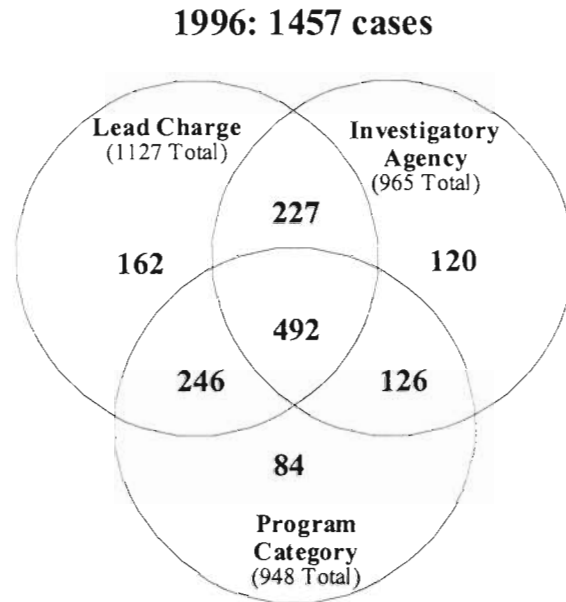 1996: 1457 cases
Lead Charge
(1127 Total)
Investigatory
Agency
(965 Total)
227
162
120
492
246
126
84
Program
Category
(948 Total)